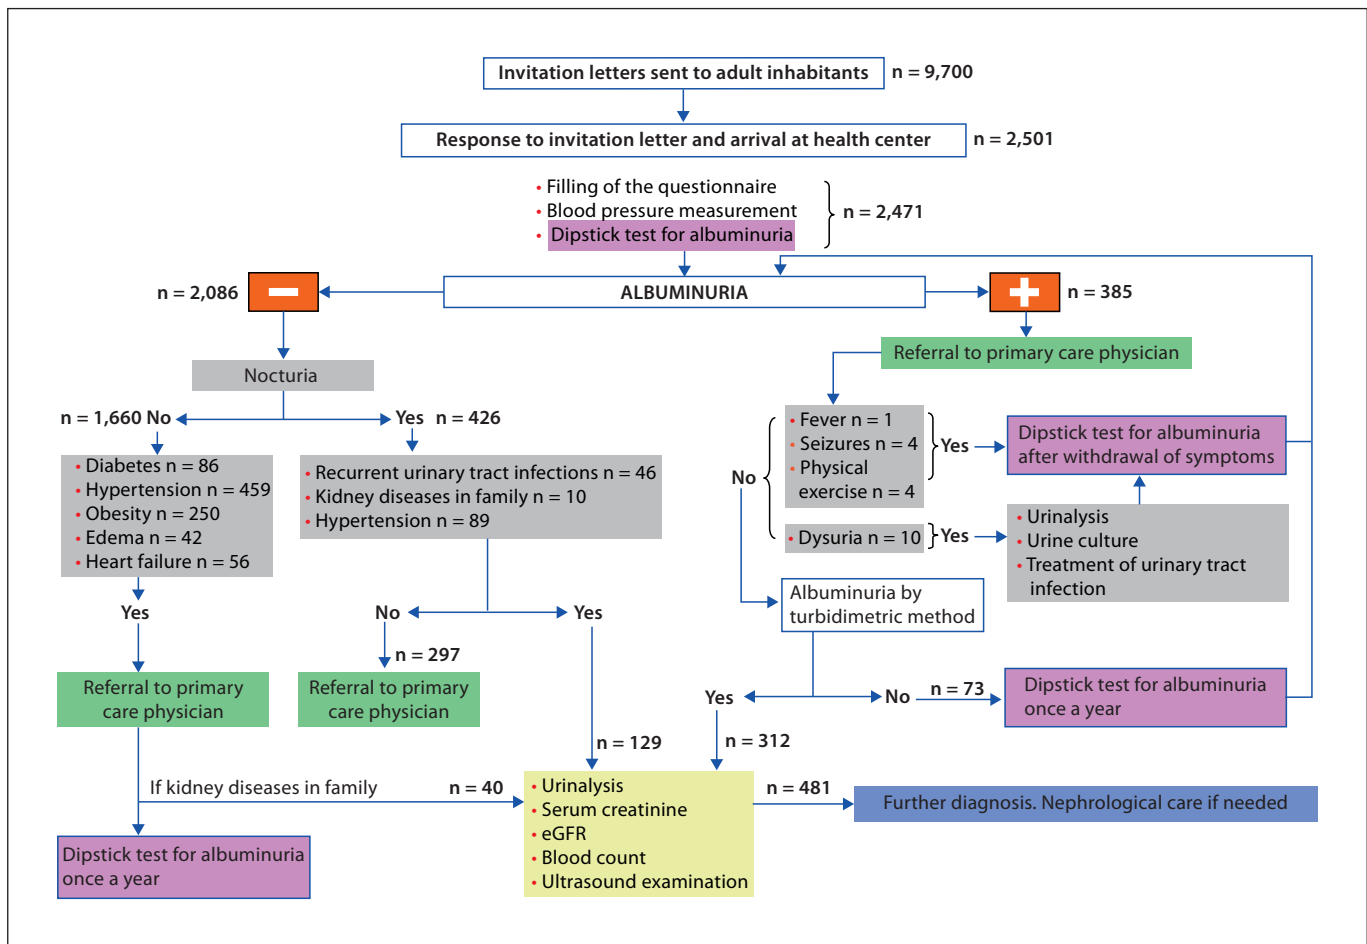 Invitation letters sent to adult inhabitants
n = 9,700
Response to invitation letter and arrival at health center
n = 2,501
• Filling of the questionnaire
• Blood pressure measurement
• Dipstick test for albuminuria
n = 2,471
n = 2,086
−
ALBUMINURIA
+
n = 385
Nocturia
n = 1,660 No
Yes n = 426
• Diabetes n = 86
• Hypertension n = 459
• Obesity n = 250
• Edema n = 42
• Heart failure n = 56
• Recurrent urinary tract infections n = 46
• Kidney diseases in family n = 10
• Hypertension n = 89
Yes
No
Yes
n = 297
Referral to primary
care physician
Referral to primary
care physician
n = 129
If kidney diseases in family
n = 40
Dipstick test for albuminuria
once a year
Referral to primary care physician
No
• Fever n = 1
• Seizures n = 4
• Physical
exercise n = 4
Yes
Dipstick test for albuminuria
after withdrawal of symptoms
• Dysuria n = 10
Yes
• Urinalysis
• Urine culture
• Treatment of urinary tract
infection
Albuminuria by
turbidimetric method
Yes
No
n = 73
Dipstick test for albuminuria
once a year
n = 312
• Urinalysis
• Serum creatinine
• eGFR
• Blood count
• Ultrasound examination
n = 481
Further diagnosis. Nephrological care if needed